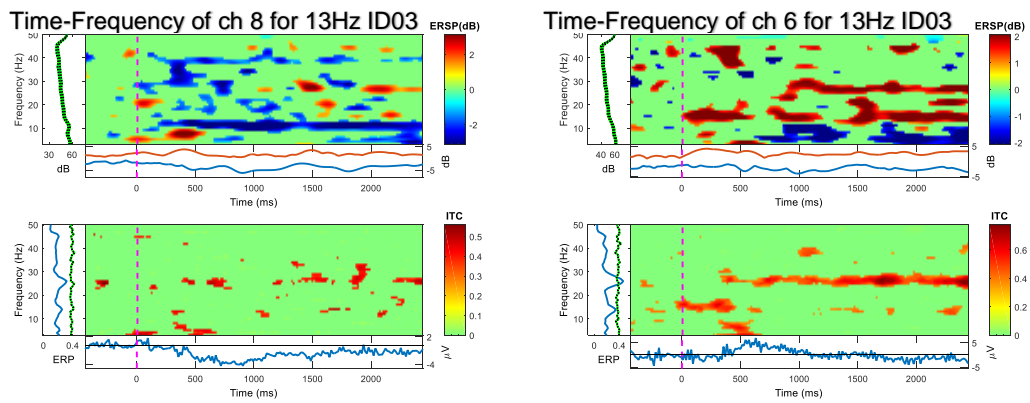 Time-Frequency of ch 8 for 13Hz ID03
ERSP(dB)
50
40
30
20
10
Frequency (Hz)
30 60
dB
2
0
-2
5
-5
dB
0 500 1000 1500 2000
Time (ms)
ITC
50
40
30
20
10
Frequency (Hz)
0 0.4
ERP
0.5
0.4
0.3
0.2
0.1
0
2
-4
μV
0 500 1000 1500 2000
Time (ms)
Time-Frequency of ch 6 for 13Hz ID03
ERSP(dB)
50
40
30
20
10
Frequency (Hz)
40 60
dB
2
1
0
-1
-2
5
-5
dB
0 500 1000 1500 2000
Time (ms)
ITC
50
40
30
20
10
Frequency (Hz)
0 0.4
ERP
0.6
0.4
0.2
0
5
-5
μV
0 500 1000 1500 2000
Time (ms)